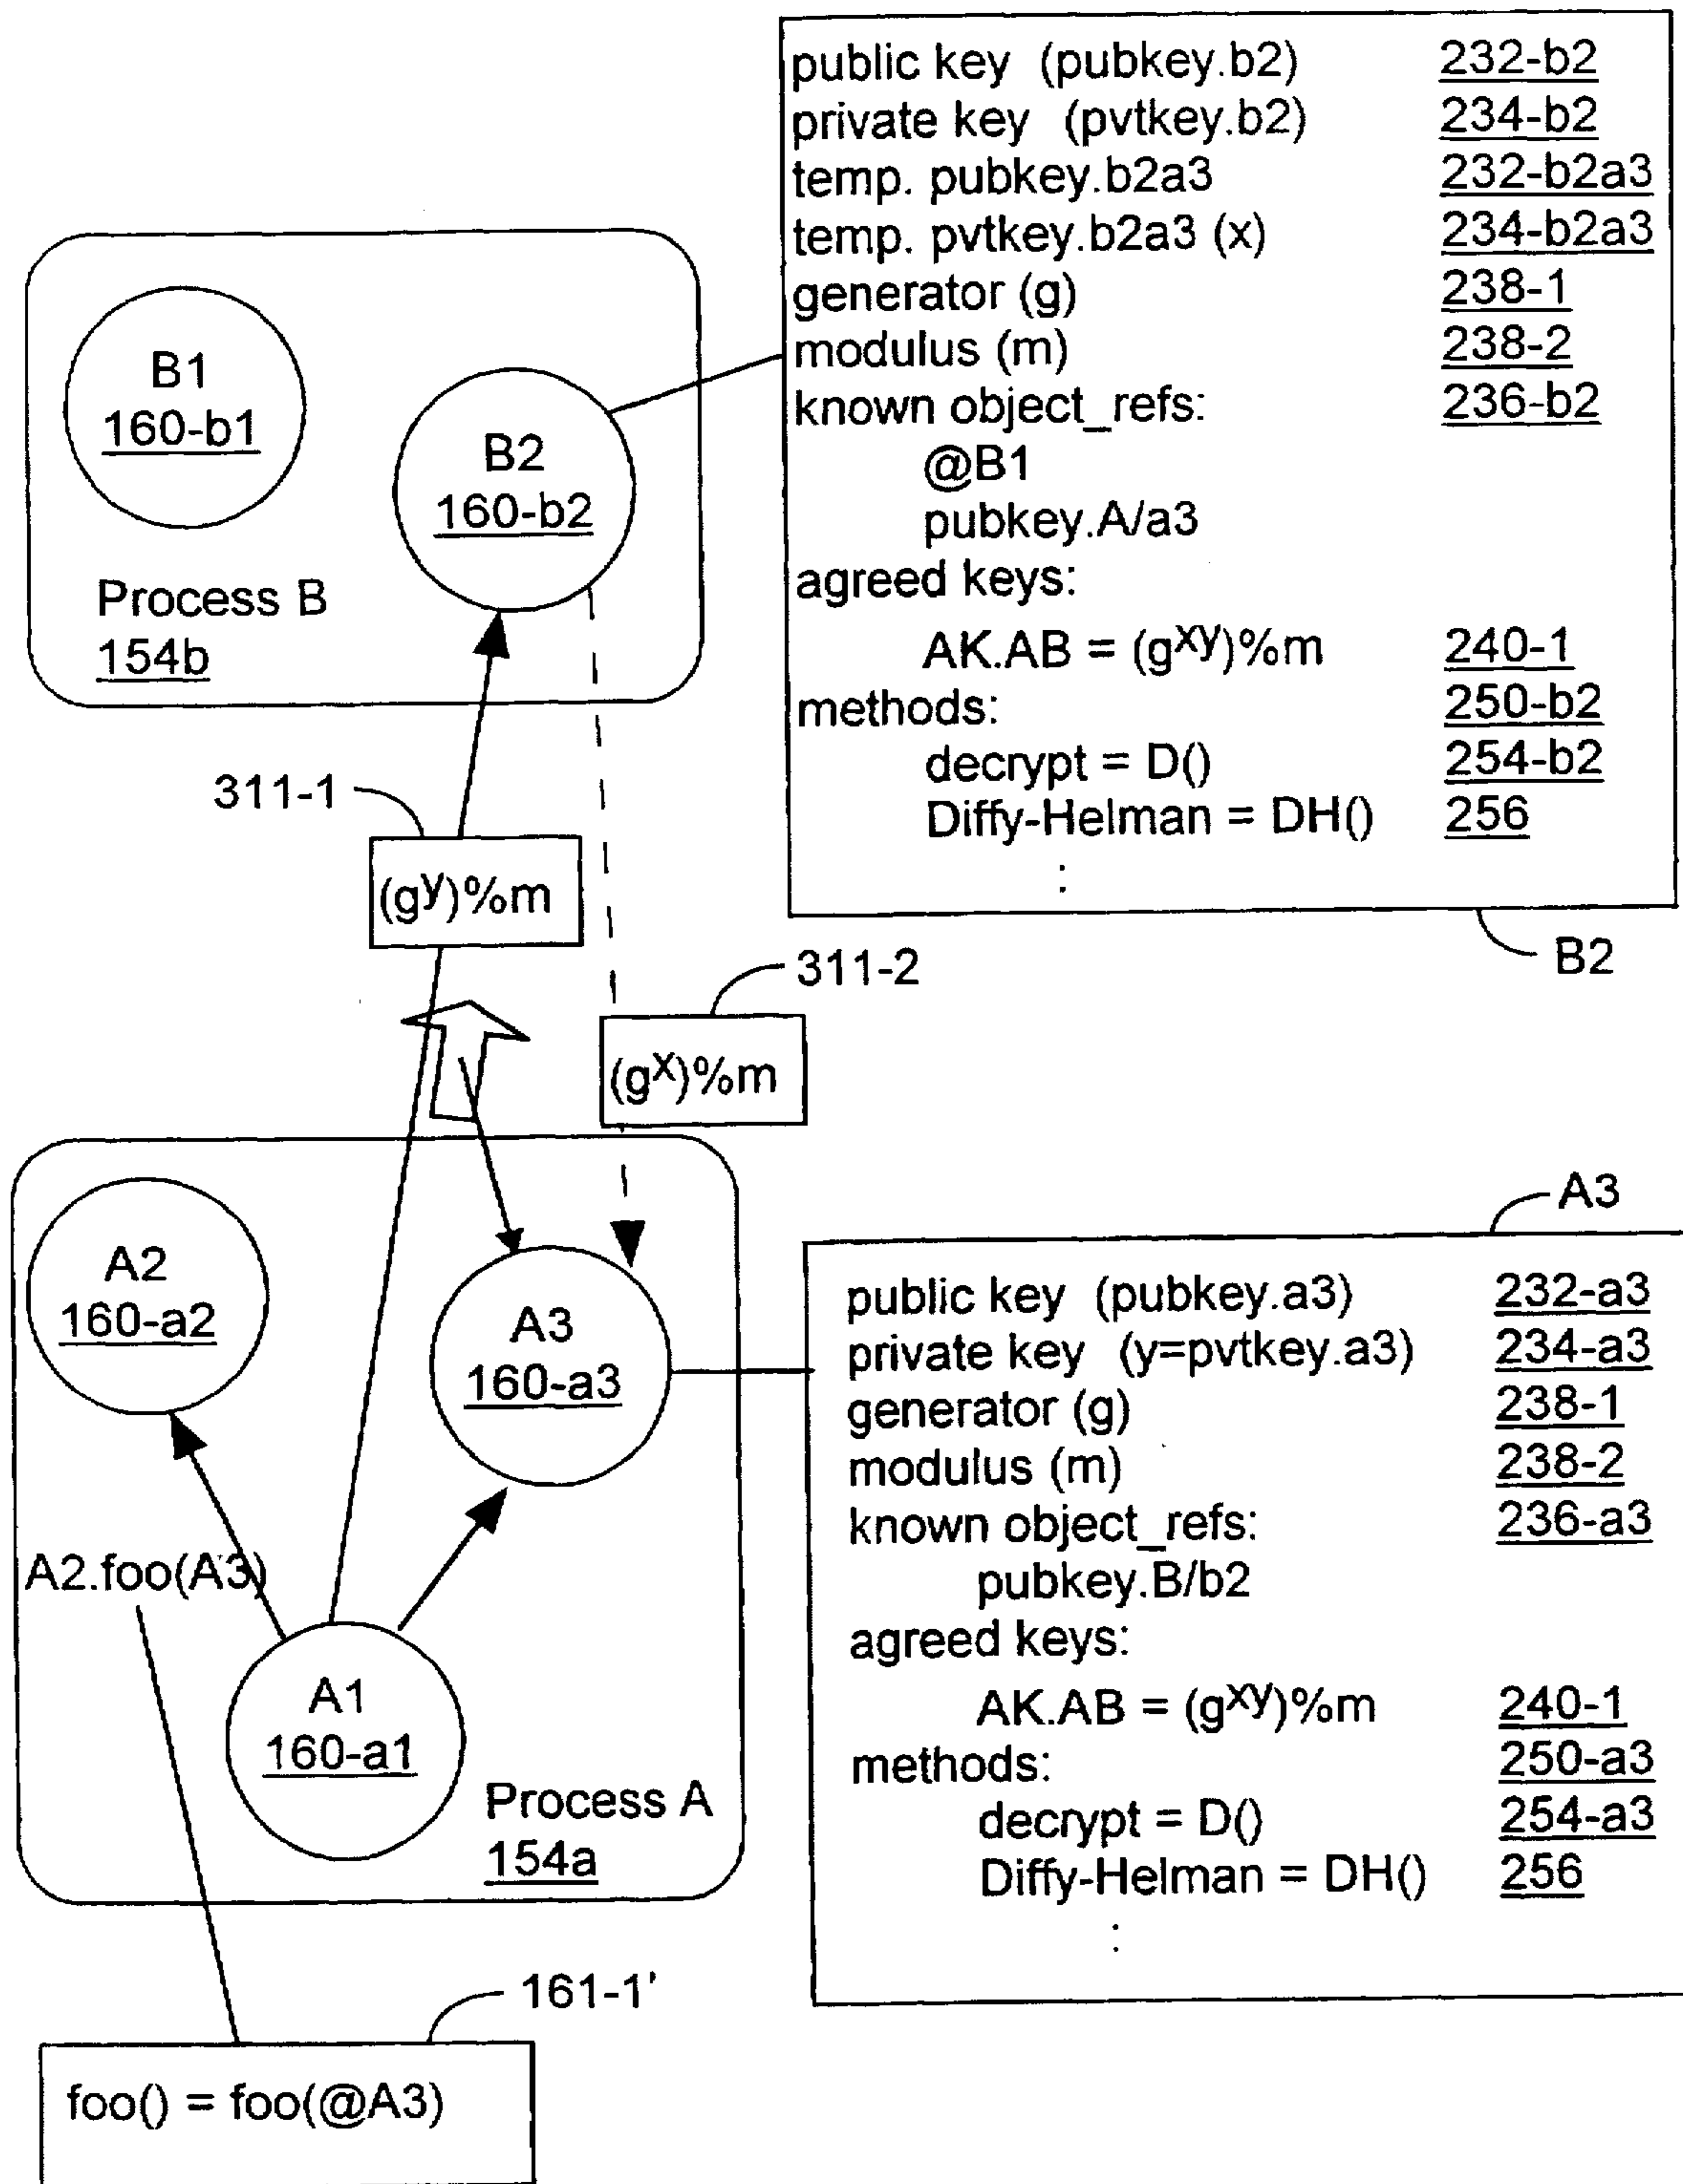 public key (pubkey.b2) 232-b2
private key (pvtkey.b2) 234-b2
temp. pubkey.b2a3 232-b2a3
temp. pvtkey.b2a3 (x) 234-b2a3
generator (g) 238-1
modulus (m) 238-2
known object_refs: 236-b2
@B1
pubkey.A/a3
agreed keys:
AK.AB = (g^xy)%m 240-1
methods: 250-b2
decrypt = D() 254-b2
Diffy-Helman = DH() 256
:
B2
B1
160-b1
B2
160-b2
Process B
154b
311-1
(g^y)%m
311-2
(g^x)%m
A2
160-a2
A3
160-a3
A2.foo(A3)
A1
160-a1
Process A
154a
A3
public key (pubkey.a3) 232-a3
private key (y=pvtkey.a3) 234-a3
generator (g) 238-1
modulus (m) 238-2
known object_refs: 236-a3
pubkey.B/b2
agreed keys:
AK.AB = (g^xy)%m 240-1
methods: 250-a3
decrypt = D() 254-a3
Diffy-Helman = DH() 256
:
161-1'
foo() = foo(@A3)